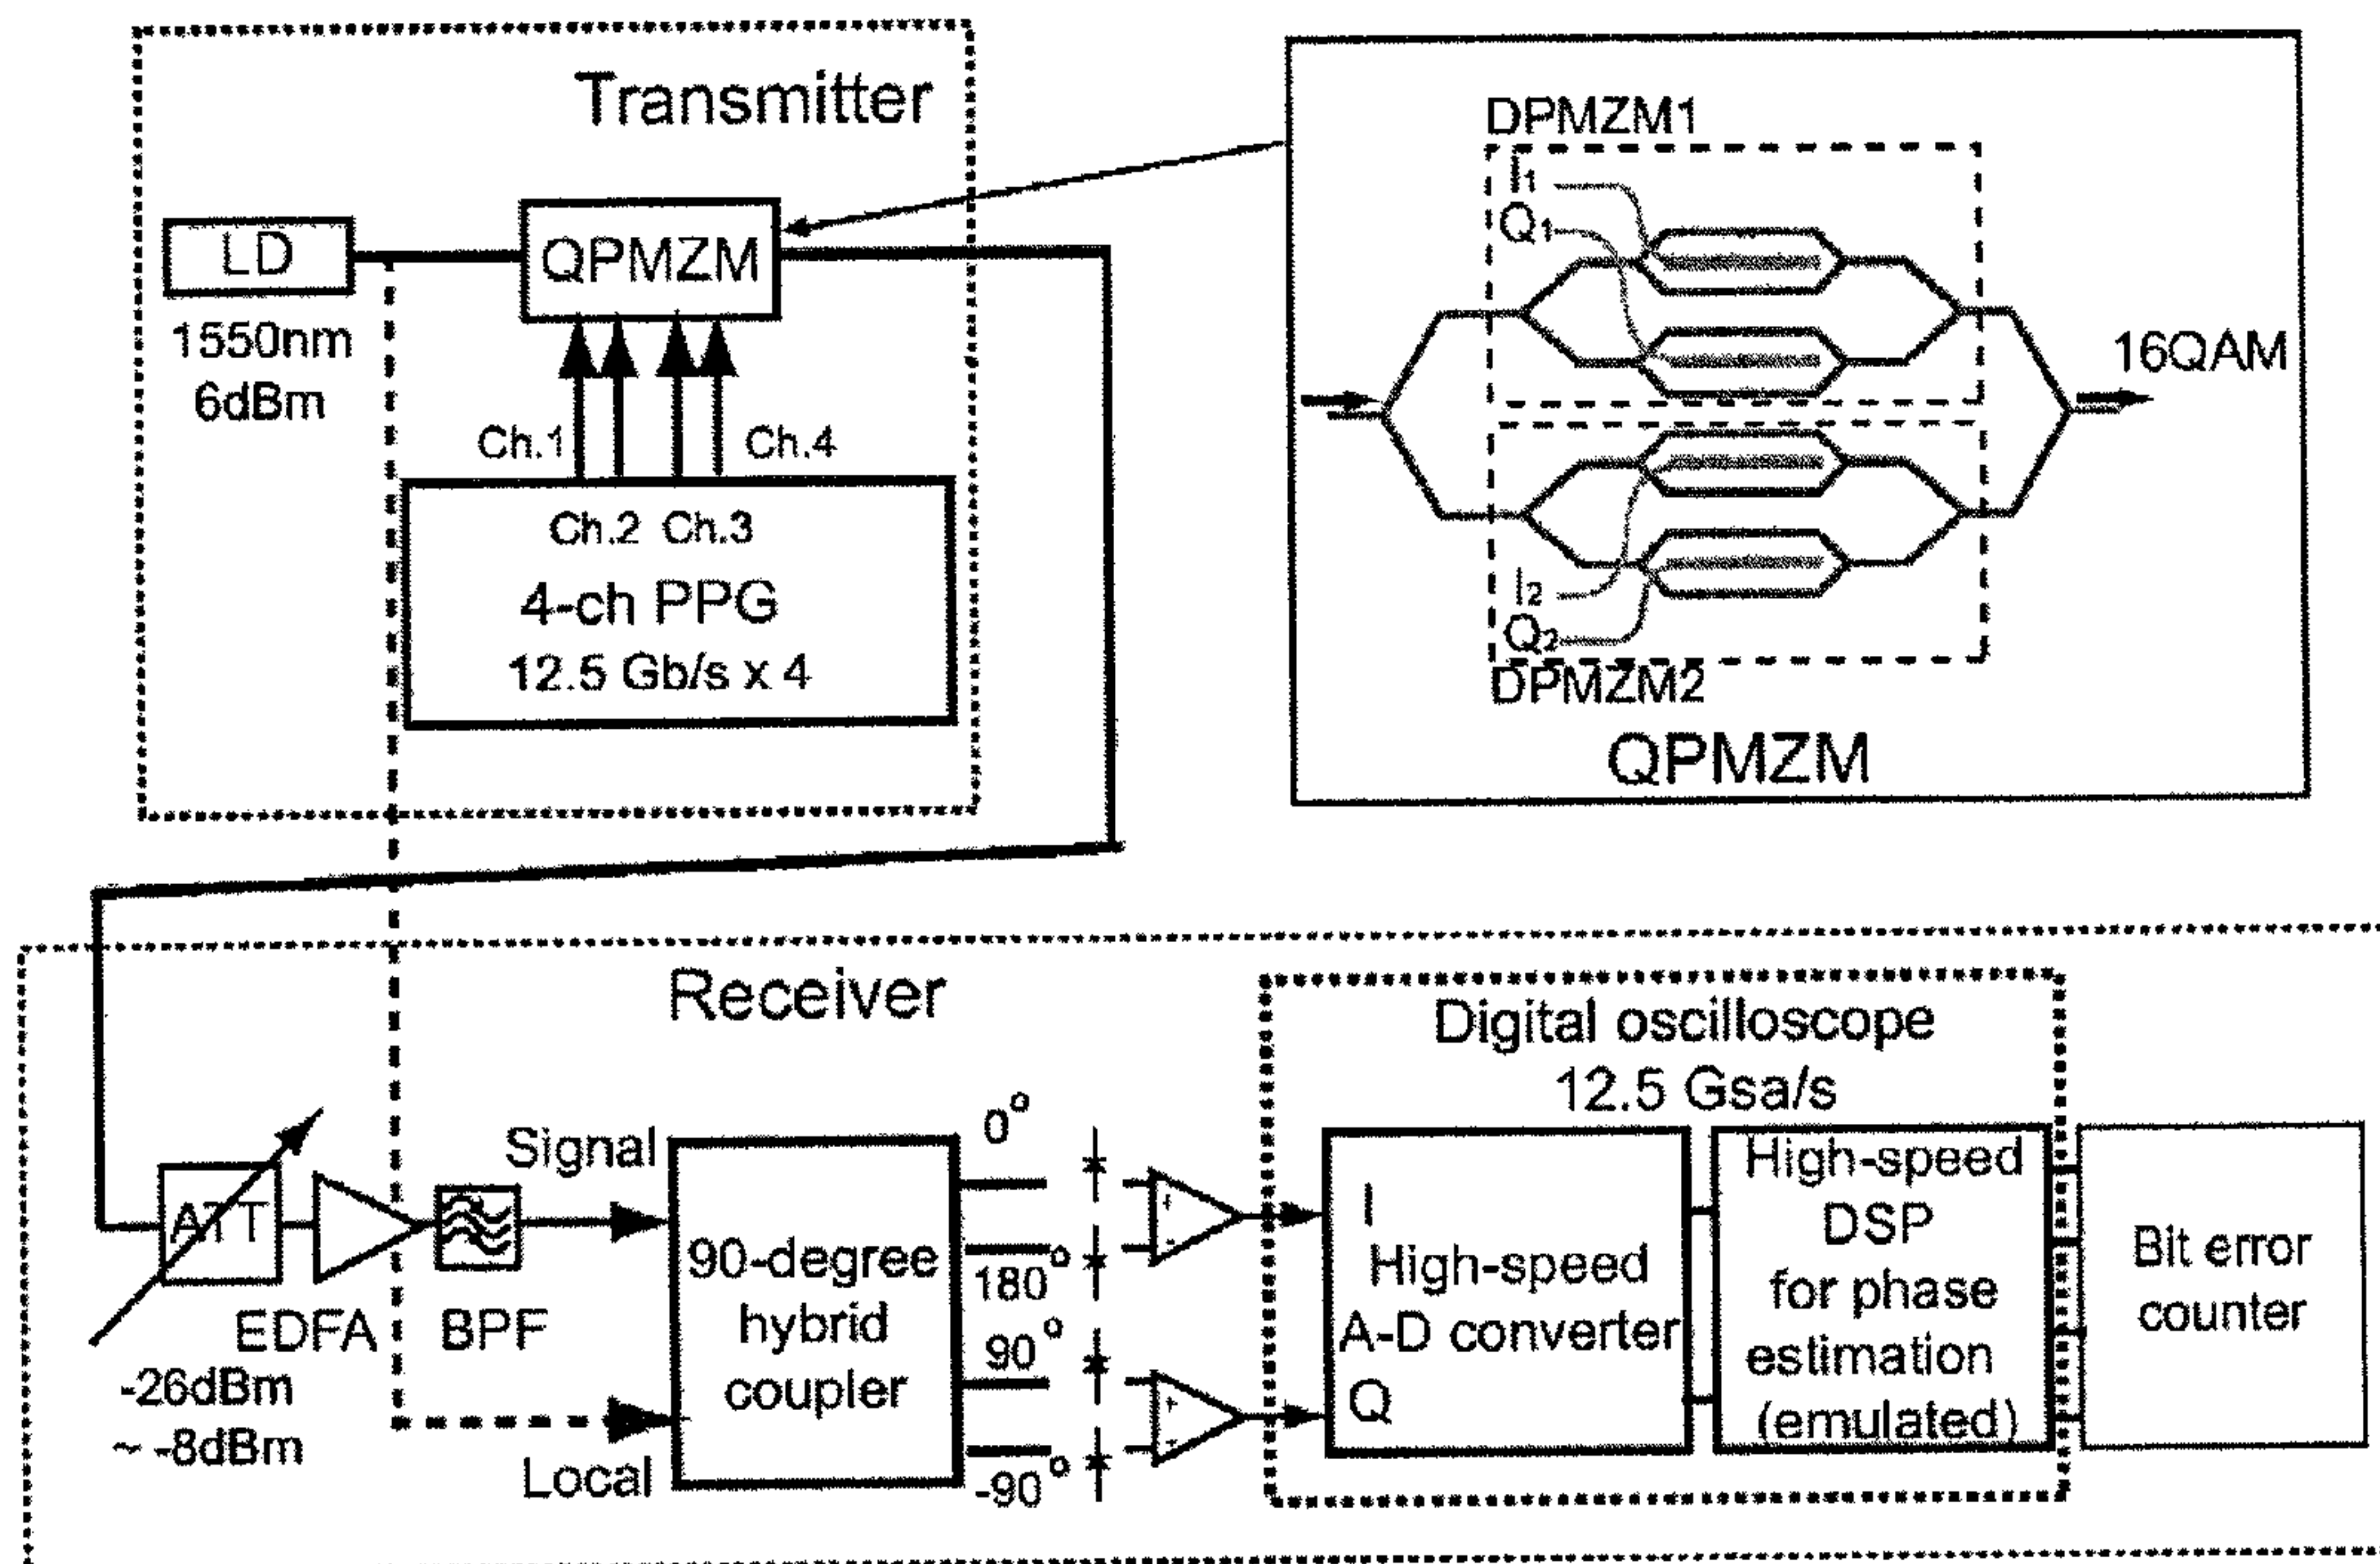 Transmitter
LD
1550nm
6dBm
QPMZM
Ch.1
Ch.4
Ch.2 Ch.3
4-ch PPG
12.5 Gb/s x 4
DPMZM1
I1
Q1
16QAM
I2
Q2
DPMZM2
QPMZM
Receiver
ATT
EDFA
BPF
-26dBm
~ -8dBm
Signal
Local
90-degree
hybrid
coupler
0°
180°
90°
-90°
Digital oscilloscope
12.5 Gsa/s
I
High-speed
A-D converter
Q
High-speed
DSP
for phase
estimation
(emulated)
Bit error
counter